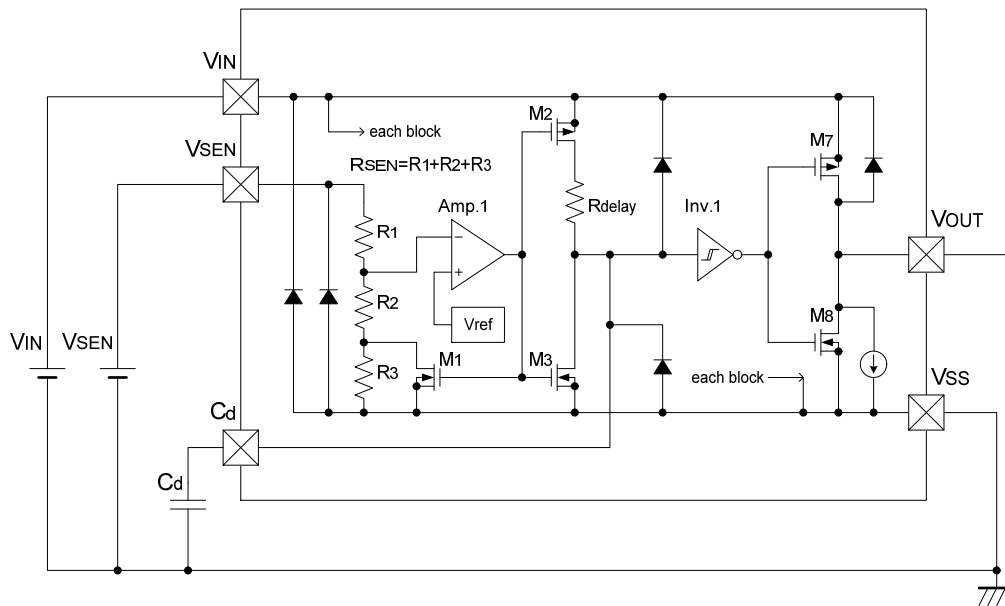 VIN
M2
M7
each block
VSEN
RSEN=R1+R2+R3
Rdelay
Amp.1
Inv.1
R1
VOUT
−
+
R2
Vref
M8
VIN
VSEN
M1
M3
R3
each block
VSS
Cd
Cd